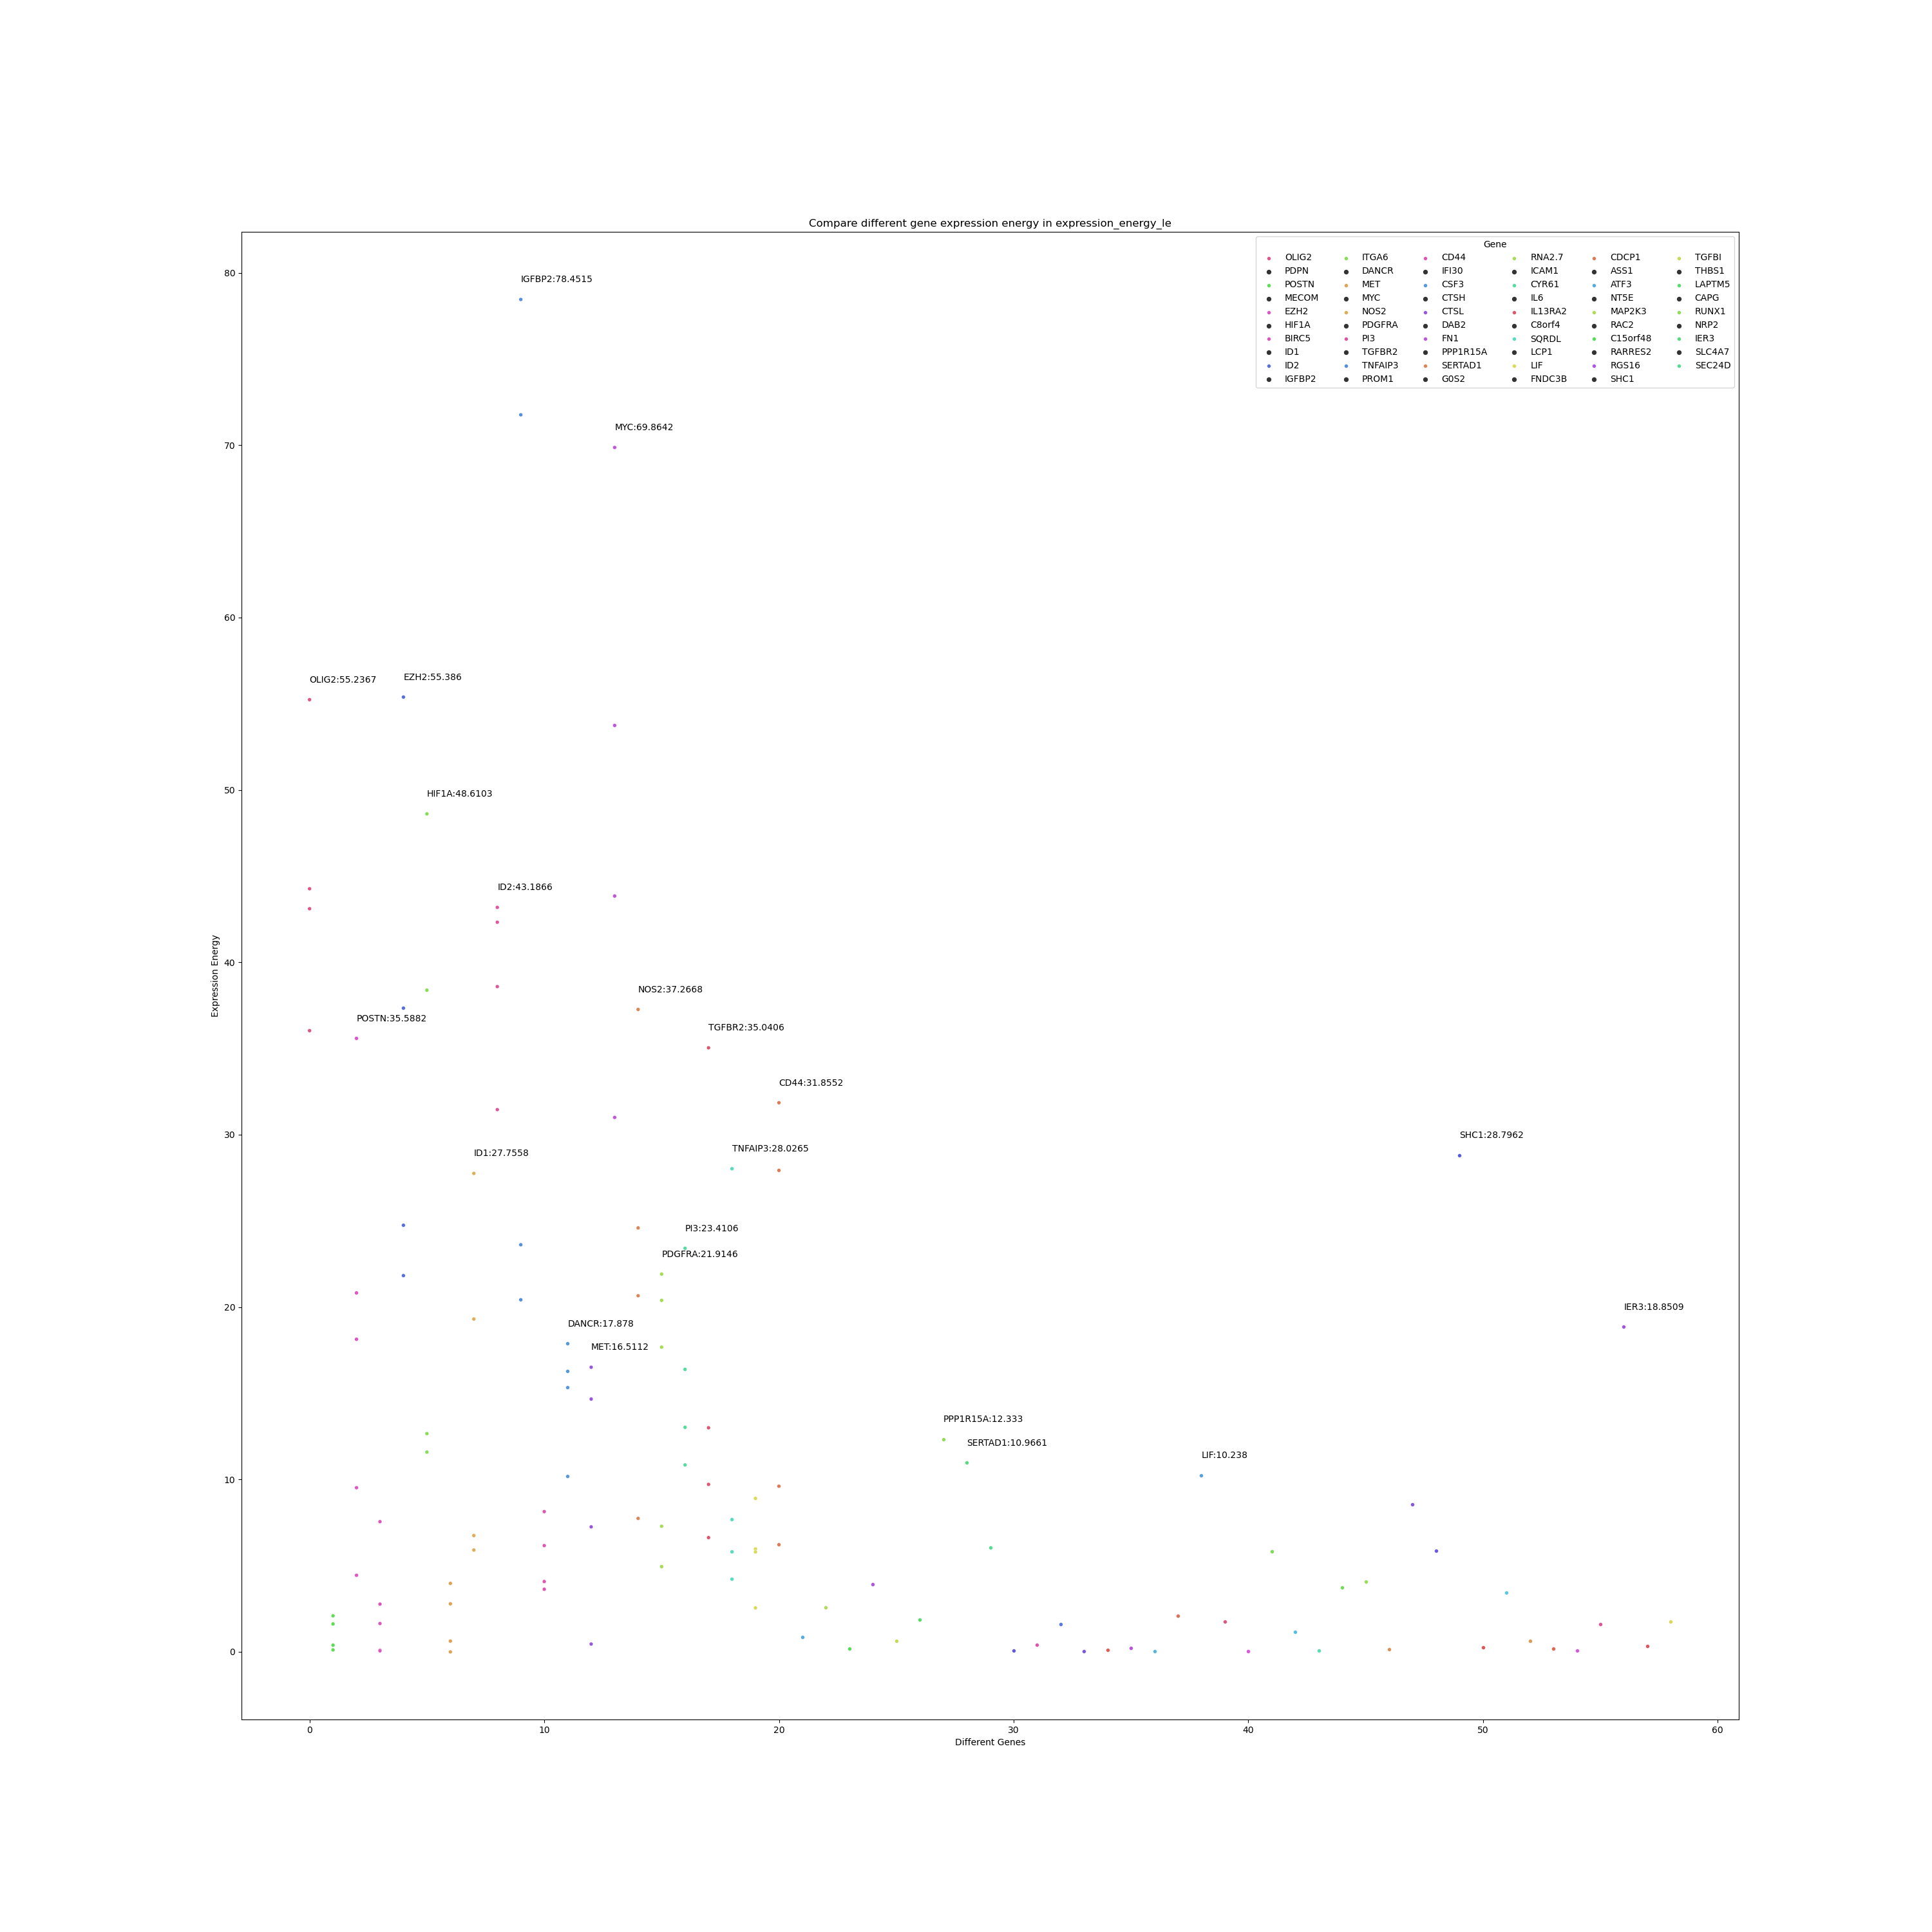 Compare different gene expression energy in expression_energy_le
Gene
OLIG2 ITGA6 CD44 RNA2.7 CDCP1 TGFBI
PDPN DANCR IFI30 ICAM1 ASS1 THBS1
POSTN MET CSF3 CYR61 ATF3 LAPTM5
MECOM MYC CTSH IL6 NT5E CAPG
EZH2 NOS2 CTSL IL13RA2 MAP2K3 RUNX1
HIF1A PDGFRA DAB2 C8orf4 RAC2 NRP2
BIRC5 PI3 FN1 SQRDL C15orf48 IER3
ID1 TGFBR2 PPP1R15A LCP1 RARRES2 SLC4A7
ID2 TNFAIP3 SERTAD1 LIF RGS16 SEC24D
IGFBP2 PROM1 G0S2 FNDC3B SHC1
80
IGFBP2:78.4515
70
MYC:69.8642
60
OLIG2:55.2367
EZH2:55.386
50
HIF1A:48.6103
ID2:43.1866
40
NOS2:37.2668
POSTN:35.5882
TGFBR2:35.0406
CD44:31.8552
30
SHC1:28.7962
TNFAIP3:28.0265
ID1:27.7558
PI3:23.4106
PDGFRA:21.9146
20
IER3:18.8509
DANCR:17.878
MET:16.5112
PPP1R15A:12.333
SERTAD1:10.9661
LIF:10.238
10
0
Expression Energy
0 10 20 30 40 50 60
Different Genes